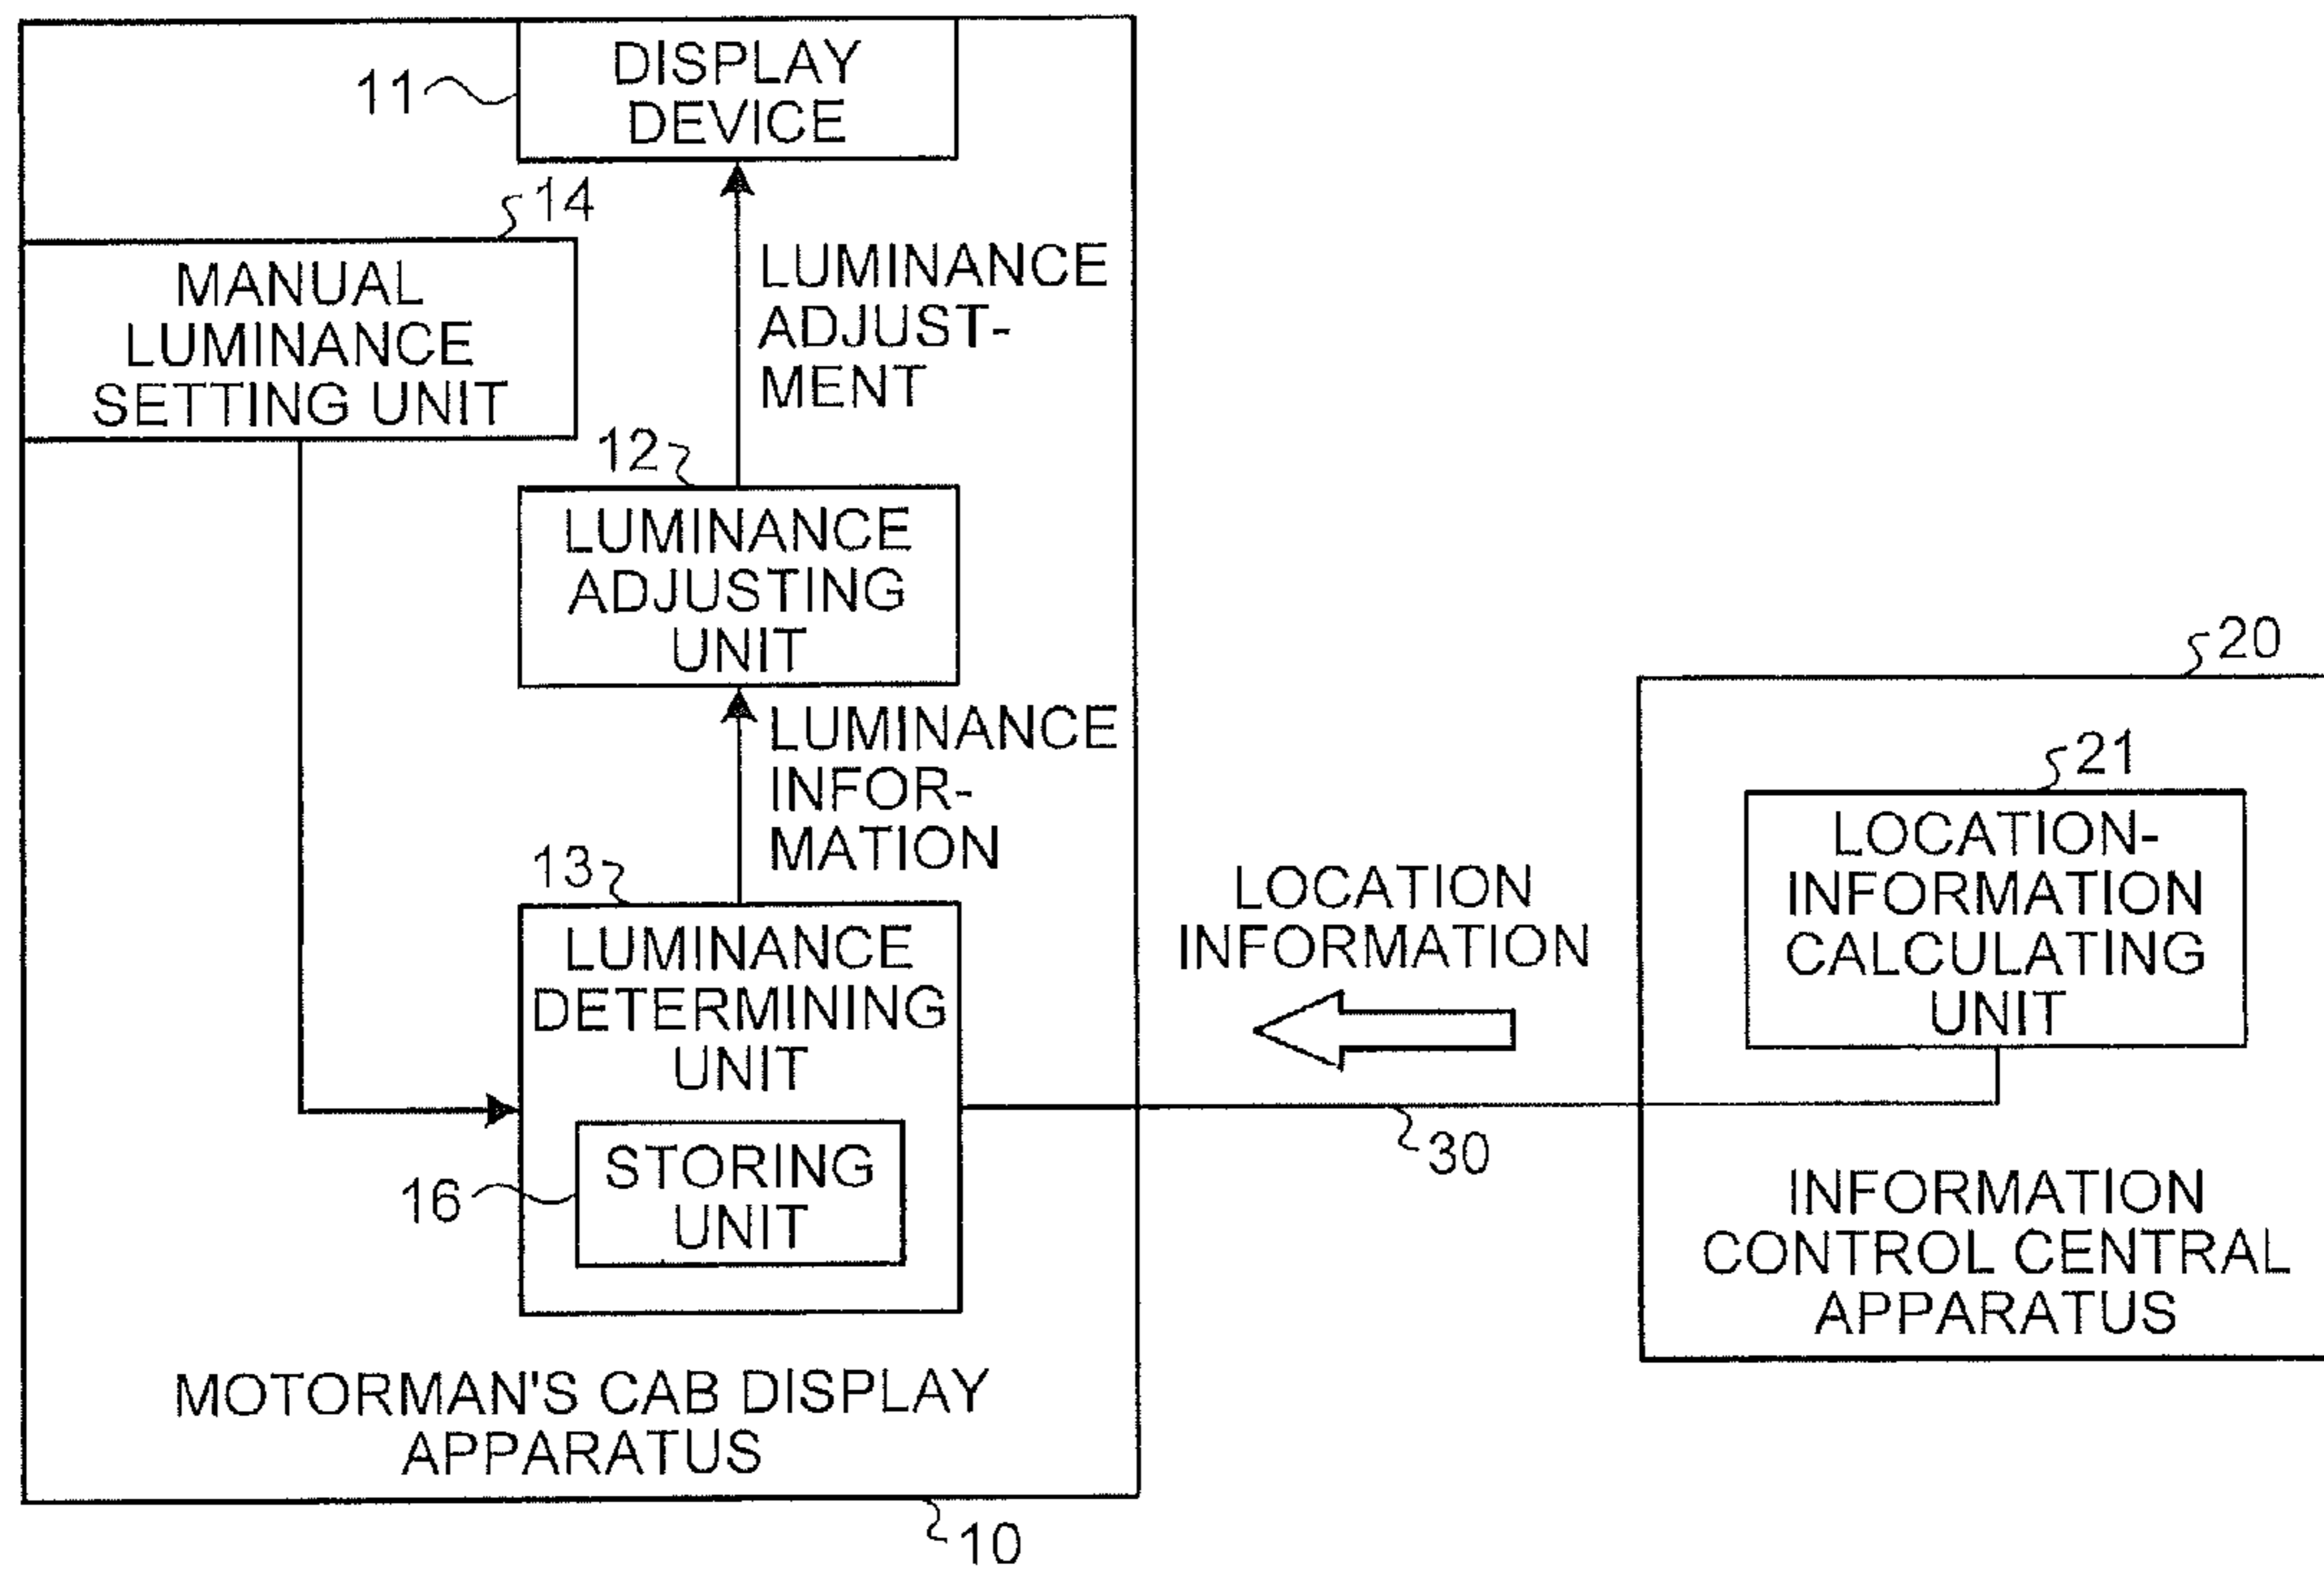 DISPLAY
DEVICE
11
14
MANUAL
LUMINANCE
SETTING UNIT
LUMINANCE
ADJUST-
MENT
12
LUMINANCE
ADJUSTING
UNIT
LUMINANCE
INFOR-
MATION
13
LUMINANCE
DETERMINING
UNIT
16
STORING
UNIT
MOTORMAN'S CAB DISPLAY
APPARATUS
10
LOCATION
INFORMATION
30
20
21
LOCATION-
INFORMATION
CALCULATING
UNIT
INFORMATION
CONTROL CENTRAL
APPARATUS